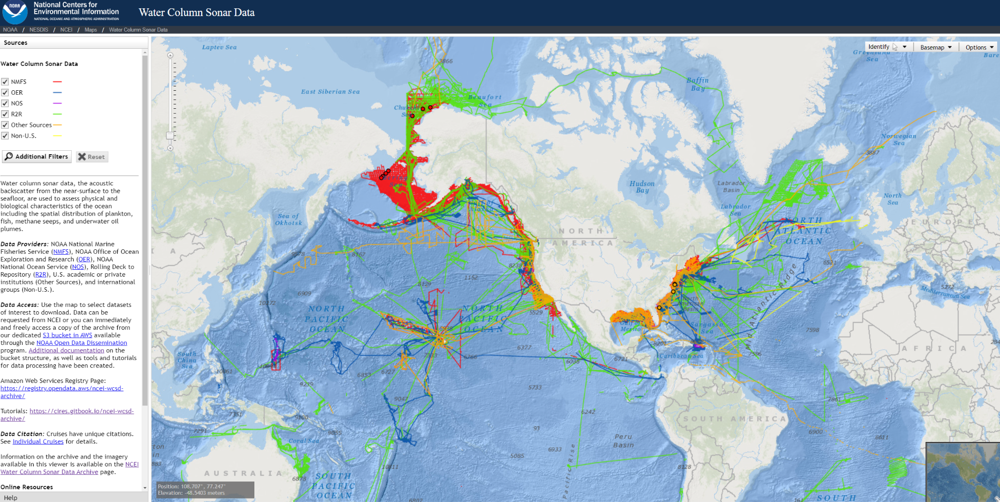 NOAA
National Centers for
Environmental Information
NATIONAL OCEANIC AND ATMOSPHERIC ADMINISTRATION
Water Column Sonar Data
NOAA / NESDIS / NCEI / Maps / Water Column Sonar Data
Sources
Water Column Sonar Data
NMFS
OER
NOS
R2R
Other Sources
Non-U.S.
Additional Filters
Reset
Water column sonar data, the acoustic
backscatter from the near-surface to the
seafloor, are used to assess physical and
biological characteristics of the ocean
including the spatial distribution of plankton,
fish, methane seeps, and underwater oil
plumes.
Data Providers: NOAA National Marine
Fisheries Service (NMFS), NOAA Office of Ocean
Exploration and Research (OER), NOAA
National Ocean Service (NOS), Rolling Deck to
Repository (R2R), U.S. academic or private
institutions (Other Sources), and international
groups (Non-U.S.).
Data Access: Use the map to select datasets
of interest to download. Data can be
requested from NCEI or you can immediately
and freely access a copy of the archive from
our dedicated S3 bucket in AWS available
through the NOAA Open Data Dissemination
program. Additional documentation on the
bucket structure, as well as tools and tutorials
for data processing have been created.
Amazon Web Services Registry Page:
https://registry.opendata.aws/ncei-wcsd-
archive/
Tutorials: https://cires.gitbook.io/ncei-wcsd-
archive/
Data Citation: Cruises have unique citations.
See Individual Cruises for details.
Information on the archive and the imagery
available in this viewer is available on the NCEI
Water Column Sonar Data Archive page.
Online Resources
Help
Identify
Basemap
Options
Laptev Sea
Greenland
Sea
Bare
3866
East Siberian Sea
Beaufort
Sea
Baffin
Bay
Norwegian
Sea
3887
Hudson
Bay
Labrador
Basin
Labrador
Sea
North
Sea
Sea of
Okhotsk
Gulf of
Alaska
NORTH
AMERICA
NORTH
ATLANTIC
OCEAN
EUROPE
I A
9578
8167
8238
1152
8129
6909
6521
5272
Mediterranean Sea
Mid Atlantic Ridge
North
American
Basin
10272
NORTH
PACIFIC
OCEAN
6938
NORTH
PACIFIC
OCEAN
5529
Gulf of
Mexico
Sargasso
Sea
7598
South
China
Sea
7333
6266
6377
6038
6721
8201
Caribbean Sea
7596
AFRICA
284
10061
6853
6727
9239
5733
9047
7861
7351
9100
6242
SOUTH AMERICA
7291
9055
Coral Sea
93
Peru
Basin
6900
6611
ton
in
883
6933
5085
AUSTRALIA
6878
10811
8128
Pacific Rise
SOUTH
PACIFIC
OCEAN
Position: 108.707°, 77.247°
Elevation: -48.5403 meters
6802
161
SOUTH